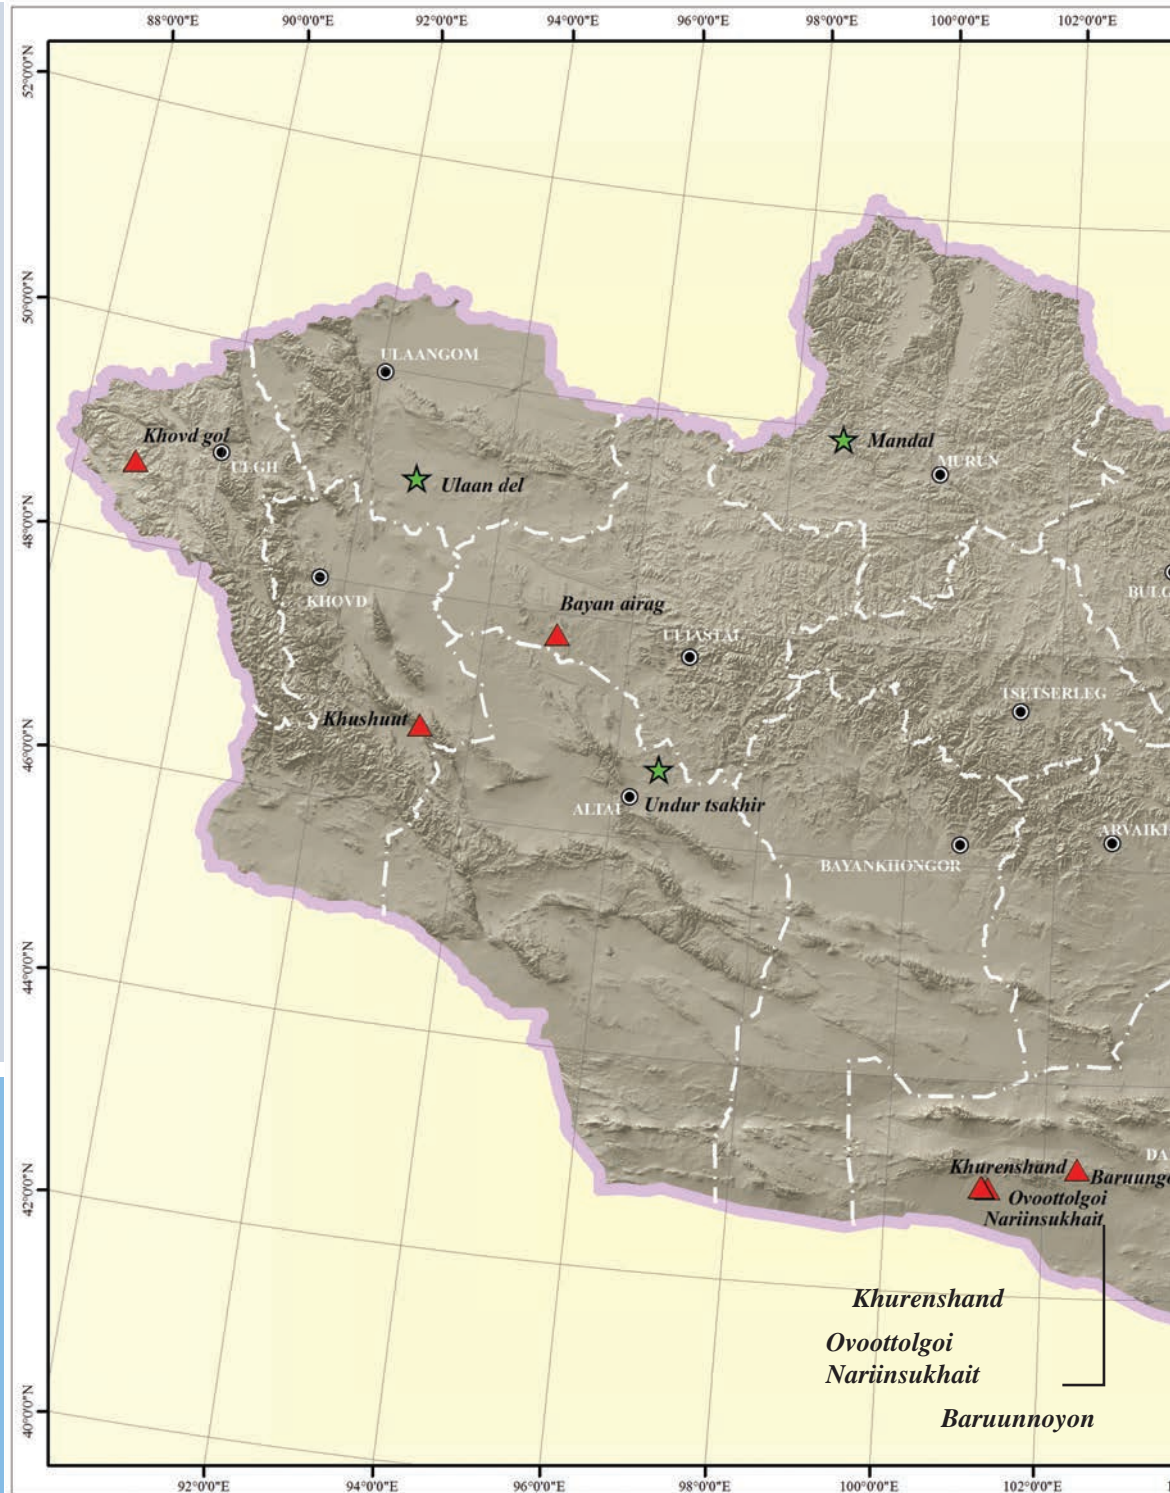 88°0'0"E 90°0'0"E 92°0'0"E 94°0'0"E 96°0'0"E 98°0'0"E 100°0'0"E 102°0'0"E
52°0'0"N
50°0'0"N
48°0'0"N
46°0'0"N
44°0'0"N
42°0'0"N
40°0'0"N
ULAANGOM
Khovd gol
ULGII
Ulaan del
Mandal
MURUN
KHOVD
BULG
Bayan airag
ULIASTAI
TSETSERLEG
Khushuut
ALTAI
Undur tsakhir
BAYANKHONGOR
ARVAIKH
DA
Khurenshand
Baruungo
Ovoottolgoi
Nariinsukhait
Khurenshand
Ovoottolgoi
Nariinsukhait
Baruunnoyon
92°0'0"E 94°0'0"E 96°0'0"E 98°0'0"E 100°0'0"E 102°0'0"E